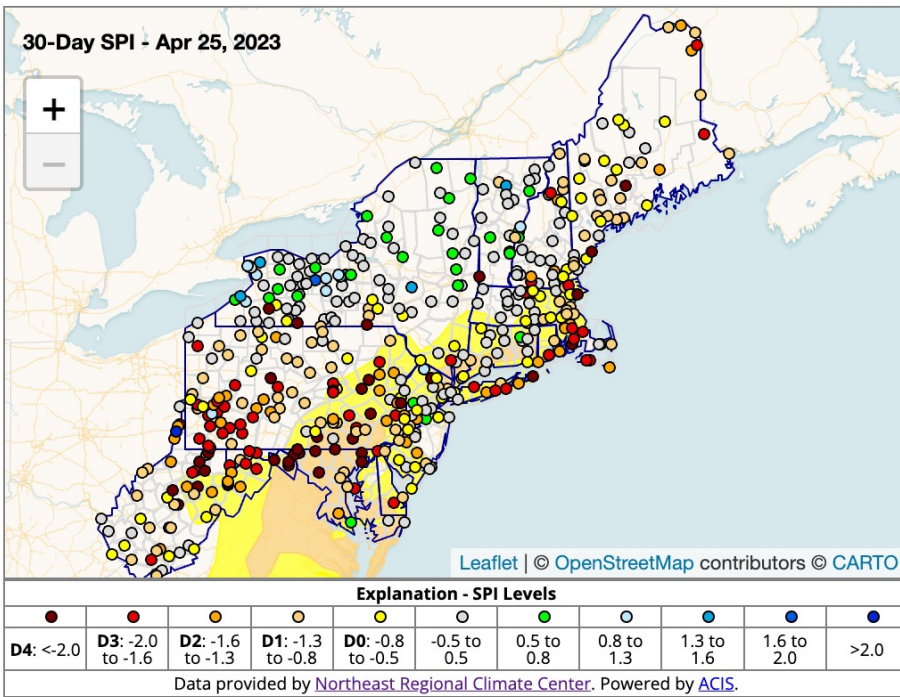 30-Day SPI - Apr 25, 2023
+
−
Leaflet | © OpenStreetMap contributors © CARTO
Explanation - SPI Levels
D4: <-2.0
D3: -2.0
to -1.6
D2: -1.6
to -1.3
D1: -1.3
to -0.8
D0: -0.8
to -0.5
-0.5 to
0.5
0.5 to
0.8
0.8 to
1.3
1.3 to
1.6
1.6 to
2.0
>2.0
Data provided by Northeast Regional Climate Center. Powered by ACIS.